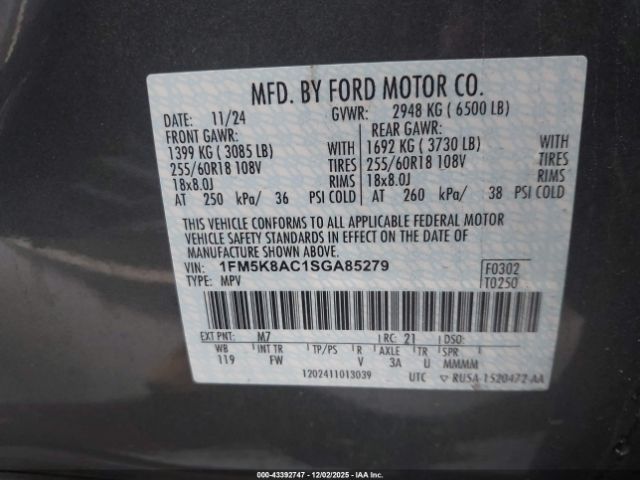 MFD. BY FORD MOTOR CO.
DATE: 11/24 GVWR: 2948 KG ( 6500 LB)
FRONT GAWR: REAR GAWR:
1399 KG ( 3085 LB) WITH 1692 KG ( 3730 LB) WITH
255/60R18 108V TIRES 255/60R18 108V TIRES
18x8.0J RIMS 18x8.0J RIMS
AT 250 kPa/ 36 PSI COLD AT 260 kPa/ 38 PSI COLD
THIS VEHICLE CONFORMS TO ALL APPLICABLE FEDERAL MOTOR
VEHICLE SAFETY STANDARDS IN EFFECT ON THE DATE OF
MANUFACTURE SHOWN ABOVE.
VIN: 1FM5K8AC1SGA85279 F0302
TYPE: MPV T0250
EXT PNT: M7 RC: 21 DSO:
WB INT TR TP/PS R AXLE TR SPR
119 FW V 3A U MMMM
1202411013039 UTC ▽ RUSA-1520472-AA
00-43392747 - 12/02/2025 - IAAI.COM